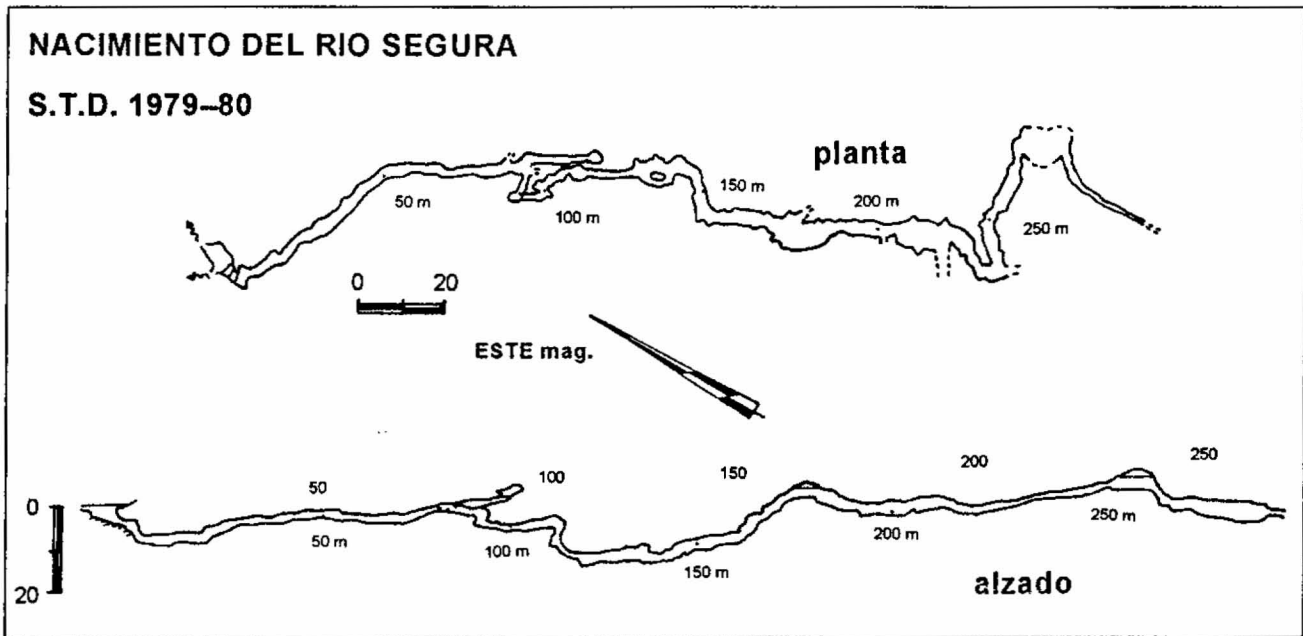 NACIMIENTO DEL RIO SEGURA
S.T.D. 1979–80
planta
50 m
100 m
150 m
200 m
250 m
0 20
ESTE mag.
50
100
150
200
250
0
20
50 m
100 m
150 m
200 m
250 m
alzado